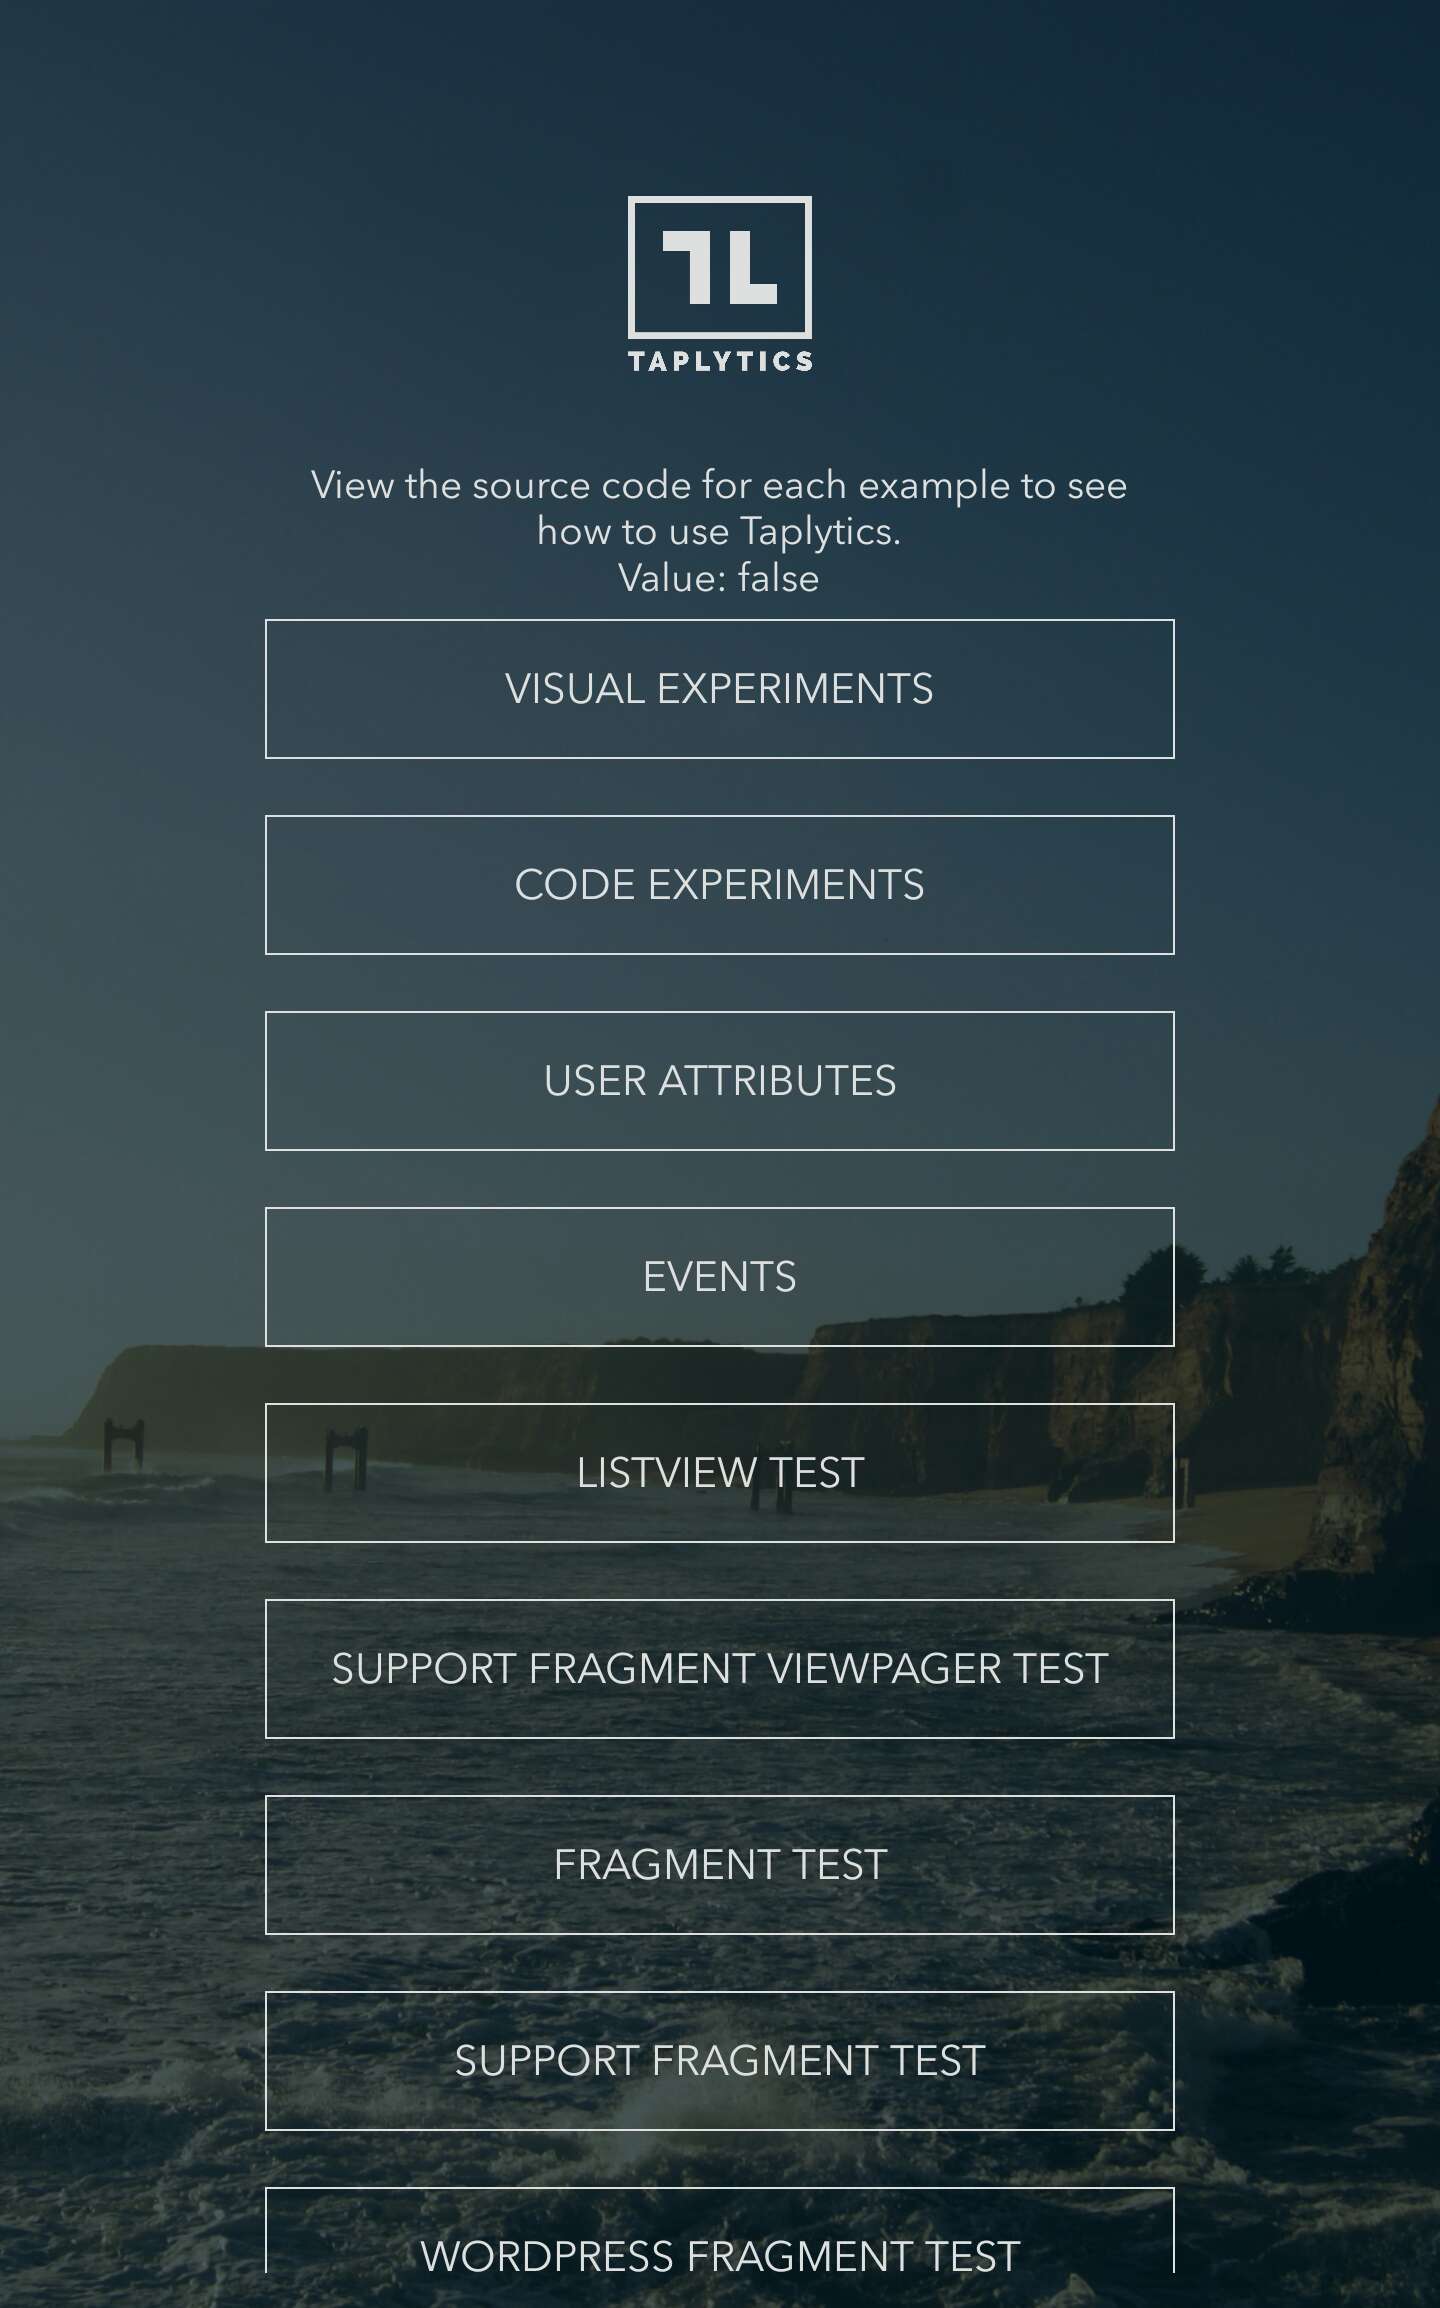 TL
TAPLYTICS
View the source code for each example to see
how to use Taplytics.
Value: false
VISUAL EXPERIMENTS
CODE EXPERIMENTS
USER ATTRIBUTES
EVENTS
LISTVIEW TEST
SUPPORT FRAGMENT VIEWPAGER TEST
FRAGMENT TEST
SUPPORT FRAGMENT TEST
WORDPRESS FRAGMENT TEST